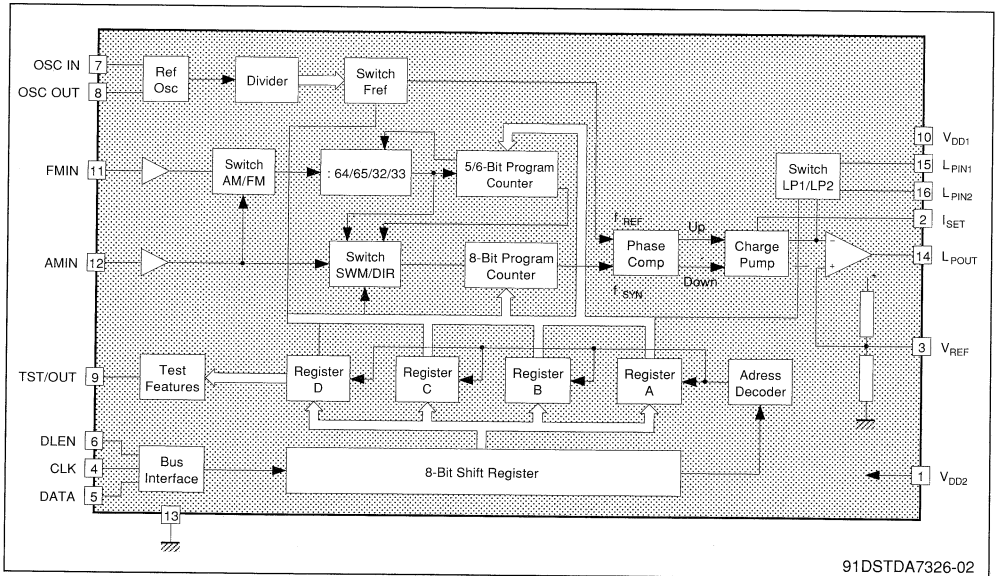 OSC IN 7
OSC OUT 8
Ref
Osc
Divider
Switch
Fref
FMIN 11
Switch
AM/FM
: 64/65/32/33
5/6-Bit Program
Counter
AMIN 12
Switch
SWM/DIR
8-Bit Program
Counter
f REF
f SYN
Phase
Comp
Up
Down
Charge
Pump
Switch
LP1/LP2
-
+
10 VDD1
15 LPIN1
16 LPIN2
2 ISET
14 LPOUT
3 VREF
1 VDD2
TST/OUT 9
Test
Features
Register
D
Register
C
Register
B
Register
A
Adress
Decoder
DLEN 6
CLK 4
DATA 5
Bus
Interface
8-Bit Shift Register
13
91DSTDA7326-02